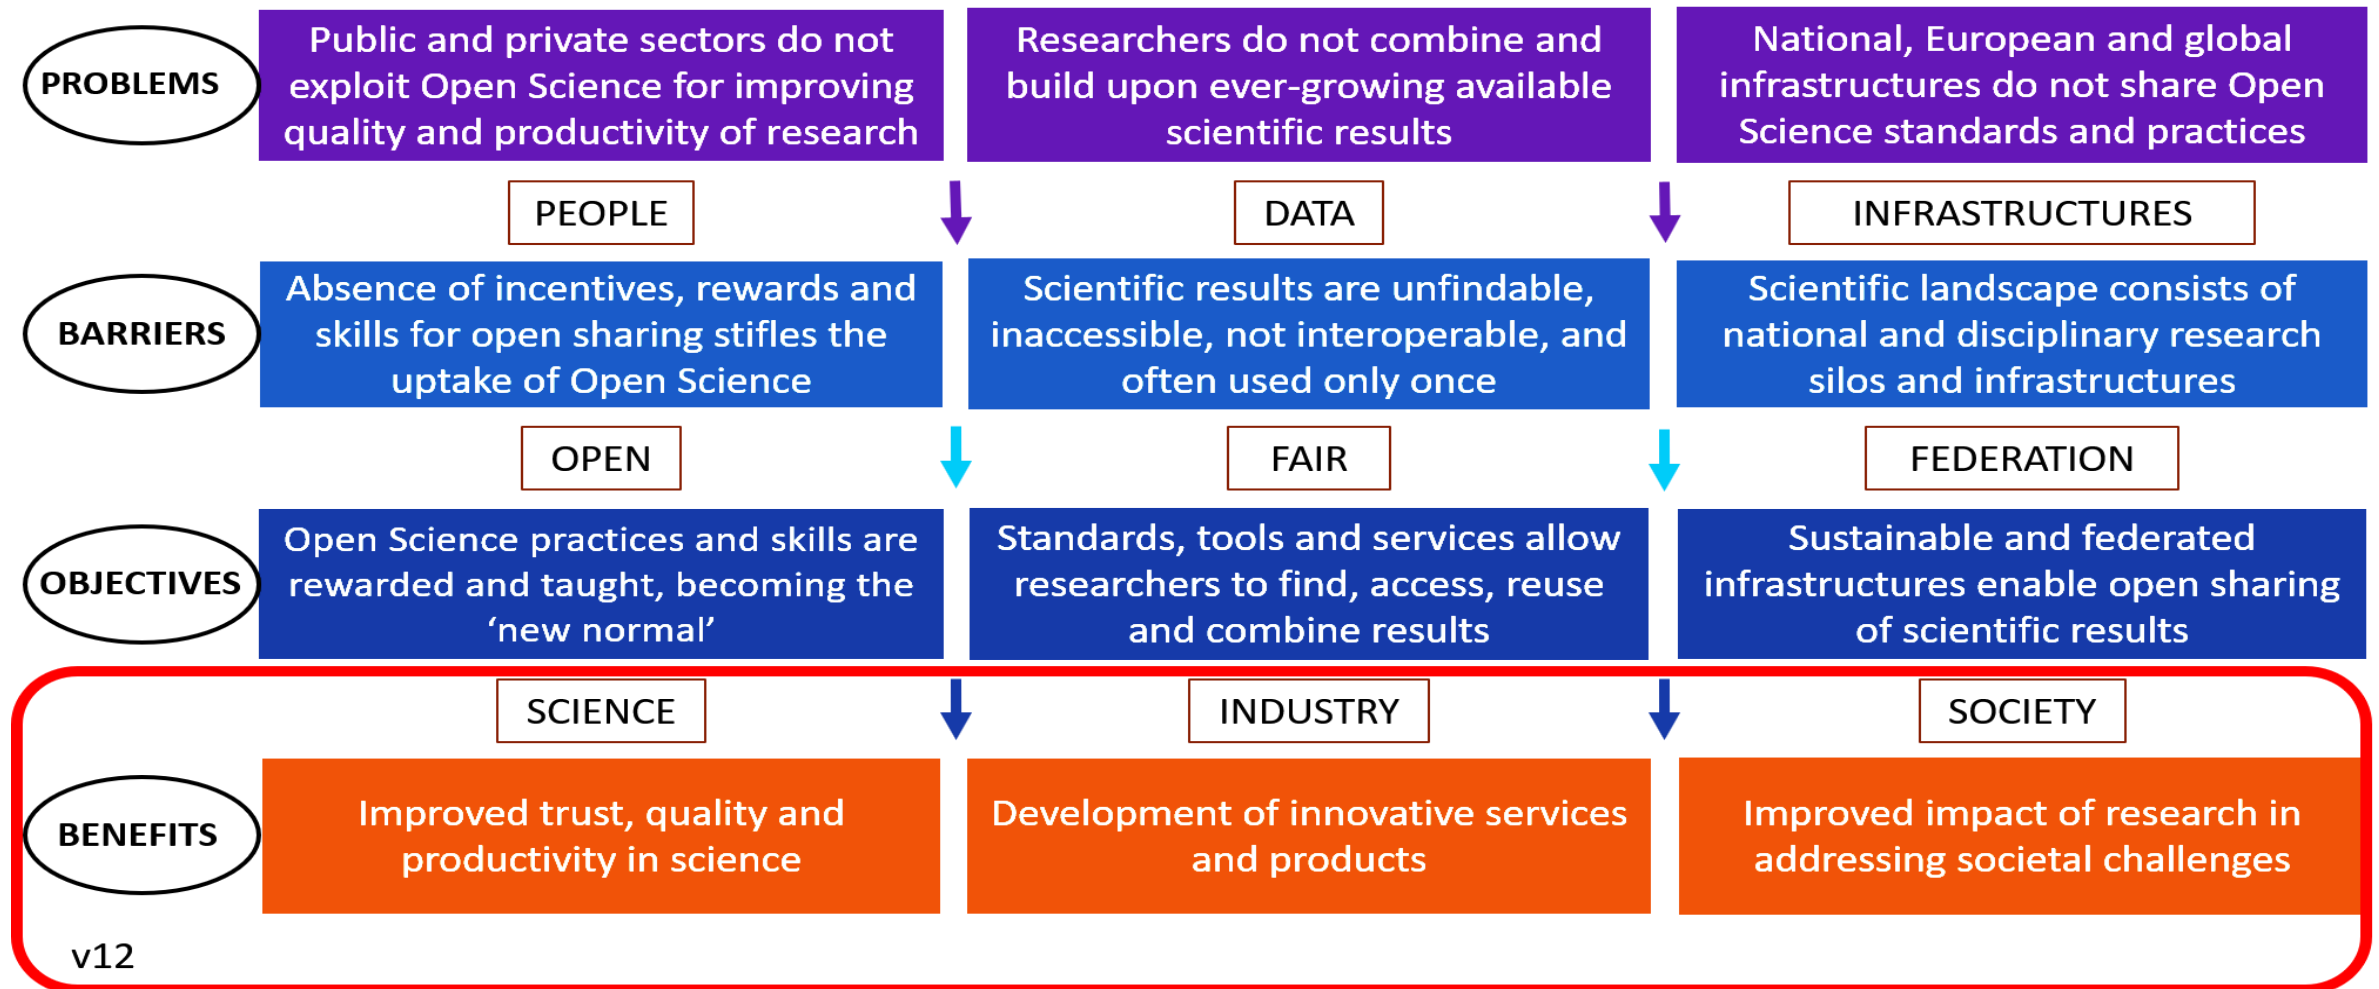 PROBLEMS
Public and private sectors do not
exploit Open Science for improving
quality and productivity of research
Researchers do not combine and
build upon ever-growing available
scientific results
National, European and global
infrastructures do not share Open
Science standards and practices
PEOPLE
DATA
INFRASTRUCTURES
BARRIERS
Absence of incentives, rewards and
skills for open sharing stifles the
uptake of Open Science
Scientific results are unfindable,
inaccessible, not interoperable, and
often used only once
Scientific landscape consists of
national and disciplinary research
silos and infrastructures
OPEN
FAIR
FEDERATION
OBJECTIVES
Open Science practices and skills are
rewarded and taught, becoming the
‘new normal’
Standards, tools and services allow
researchers to find, access, reuse
and combine results
Sustainable and federated
infrastructures enable open sharing
of scientific results
SCIENCE
INDUSTRY
SOCIETY
BENEFITS
Improved trust, quality and
productivity in science
Development of innovative services
and products
Improved impact of research in
addressing societal challenges
v12